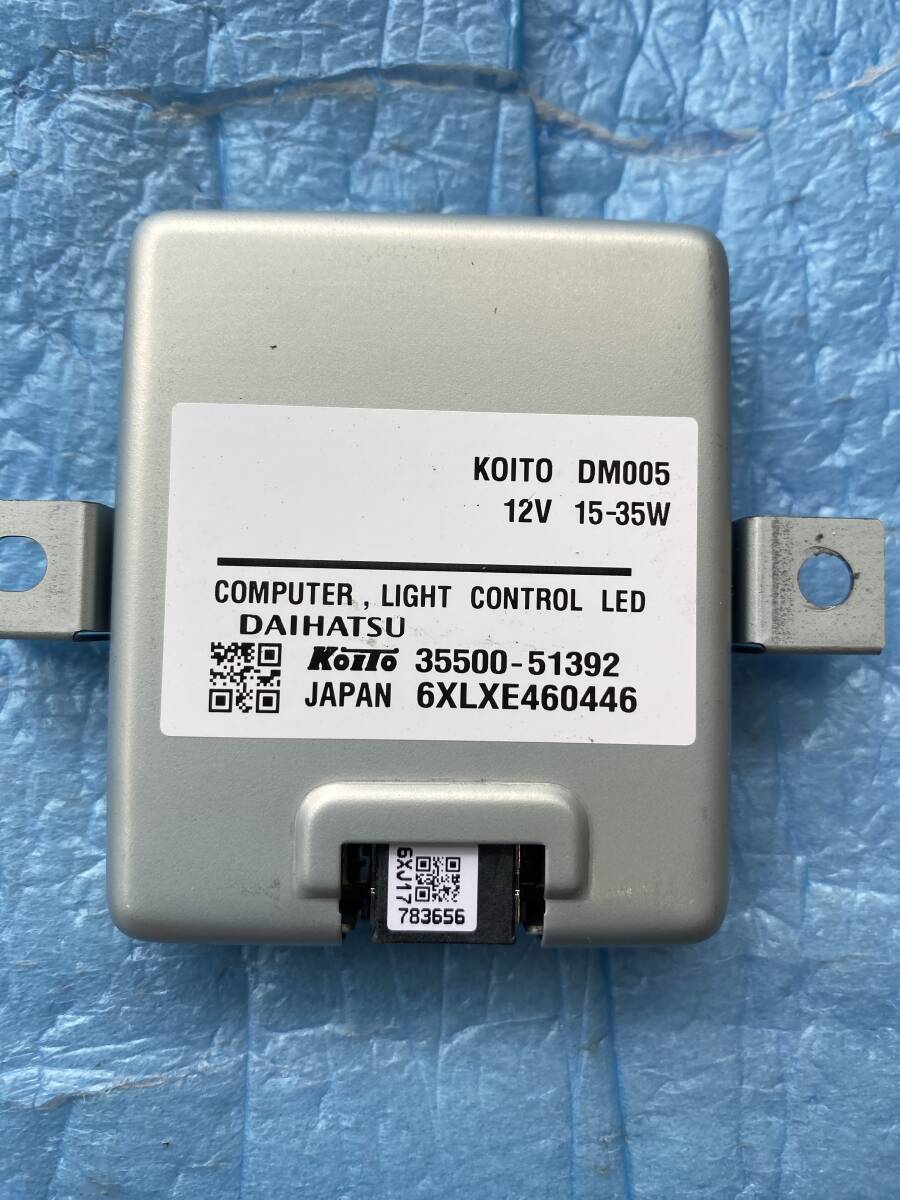 KOITO DM005
12V 15-35W
COMPUTER , LIGHT CONTROL LED
DAIHATSU
KOITO 35500-51392
JAPAN 6XLXE460446
6XJ17
783656